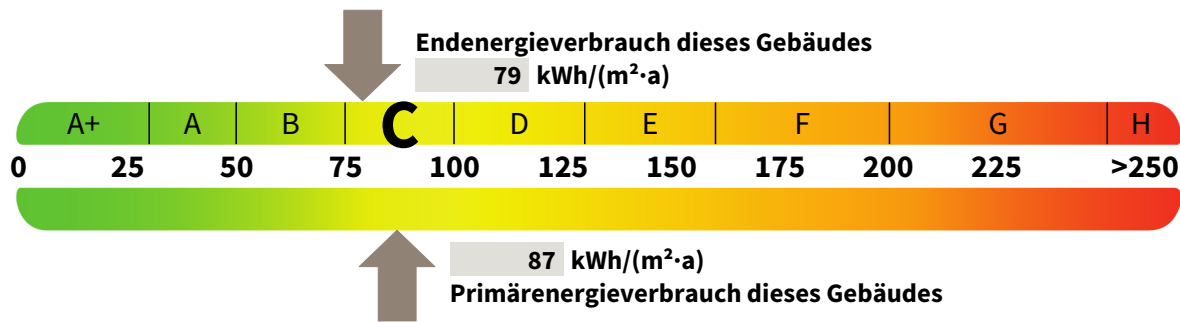 Endenergieverbrauch dieses Gebäudes
79 kWh/(m²·a)
A+ A B C D E F G H
0 25 50 75 100 125 150 175 200 225 >250
87 kWh/(m²·a)
Primärenergieverbrauch dieses Gebäudes